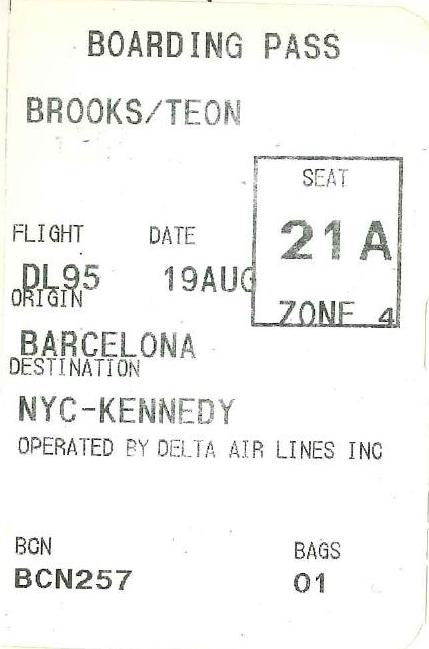 BOARDING PASS
BROOKS/TEON
SEAT
21A
ZONE 4
FLIGHT DATE
DL95 19AUG
ORIGIN
BARCELONA
DESTINATION
NYC-KENNEDY
OPERATED BY DELTA AIR LINES INC
BCN BAGS
BCN257 01